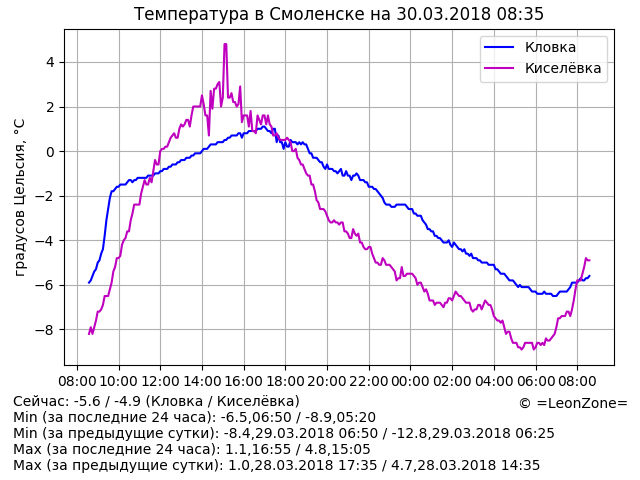 Температура в Смоленске на 30.03.2018 08:35
Кловка
Киселёвка
градусов Цельсия, °C
4
2
0
−2
−4
−6
−8
08:00 10:00 12:00 14:00 16:00 18:00 20:00 22:00 00:00 02:00 04:00 06:00 08:00
Сейчас: -5.6 / -4.9 (Кловка / Киселёвка)
© =LeonZone=
Min (за последние 24 часа): -6.5,06:50 / -8.9,05:20
Min (за предыдущие сутки): -8.4,29.03.2018 06:50 / -12.8,29.03.2018 06:25
Max (за последние 24 часа): 1.1,16:55 / 4.8,15:05
Max (за предыдущие сутки): 1.0,28.03.2018 17:35 / 4.7,28.03.2018 14:35